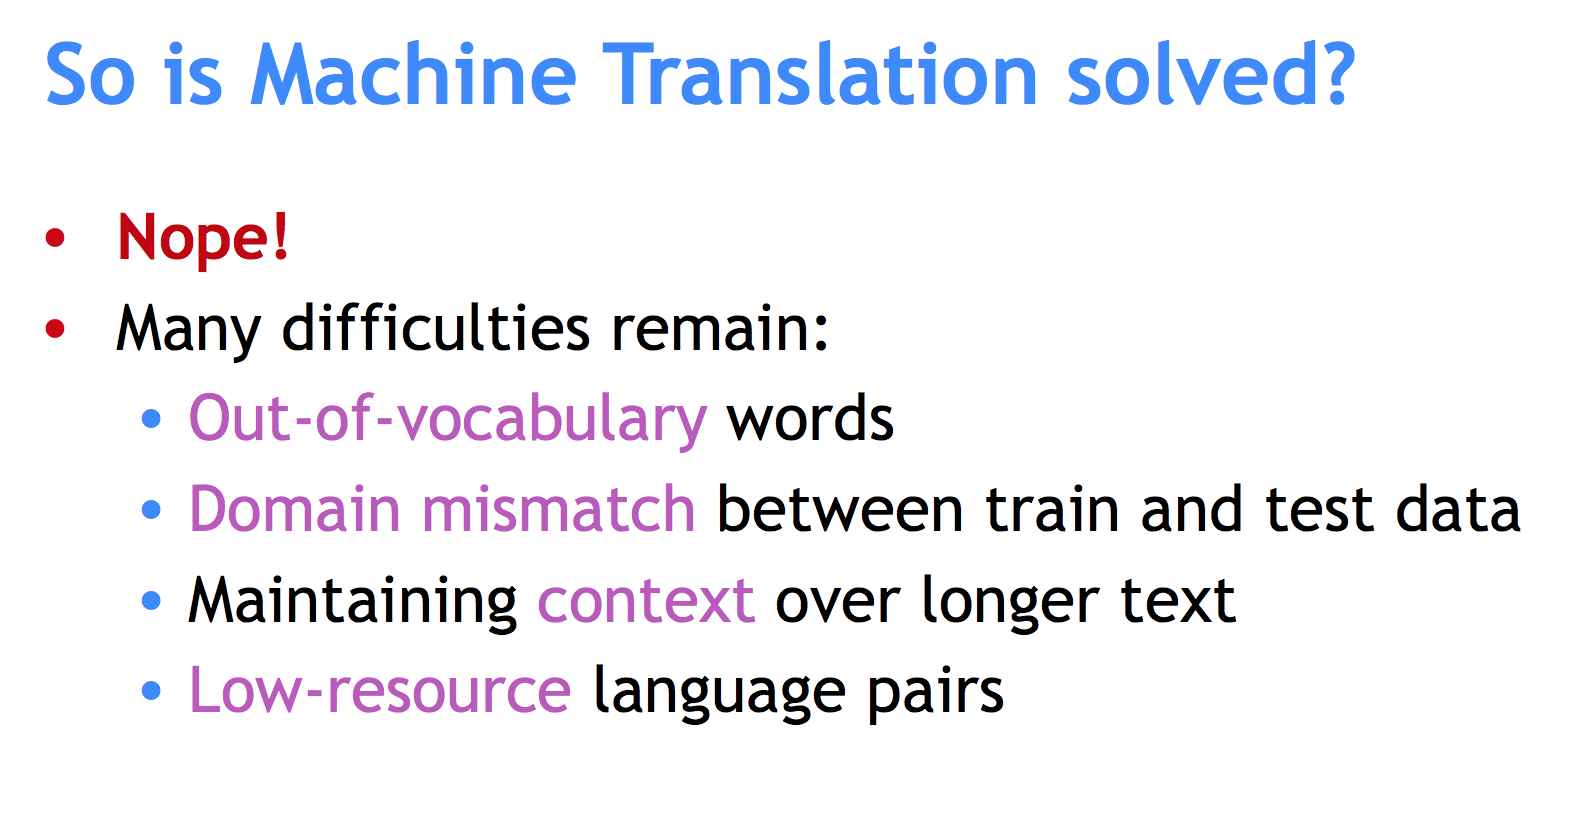 So is Machine Translation solved?
• Nope!
• Many difficulties remain:
• Out-of-vocabulary words
• Domain mismatch between train and test data
• Maintaining context over longer text
• Low-resource language pairs